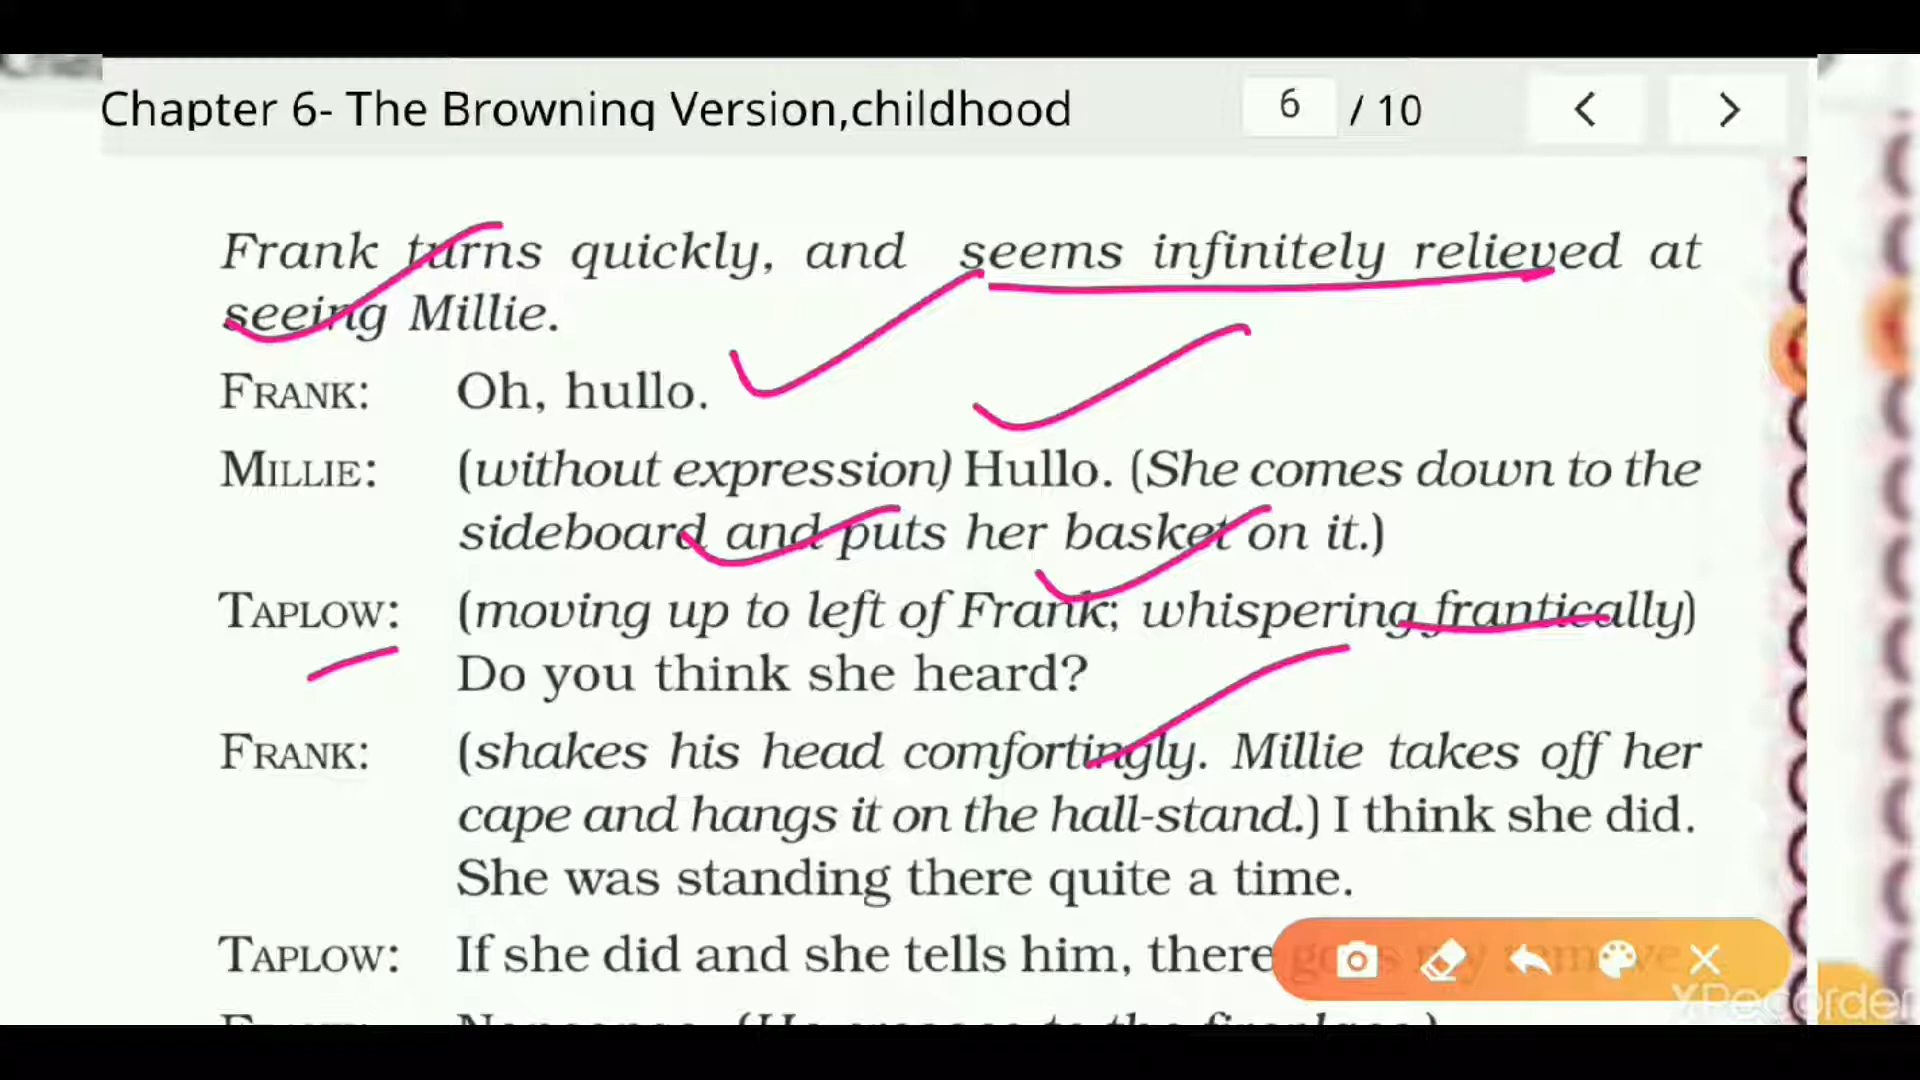 Chapter 6- The Browning Version,childhood 6 / 10
Frank turns quickly, and seems infinitely relieved at
seeing Millie.
FRANK: Oh, hullo.
MILLIE: (without expression) Hullo. (She comes down to the
sideboard and puts her basket on it.)
TAPLOW: (moving up to left of Frank; whispering frantically)
Do you think she heard?
FRANK: (shakes his head comfortingly. Millie takes off her
cape and hangs it on the hall-stand.) I think she did.
She was standing there quite a time.
TAPLOW: If she did and she tells him, there goes my remove
XRecorder